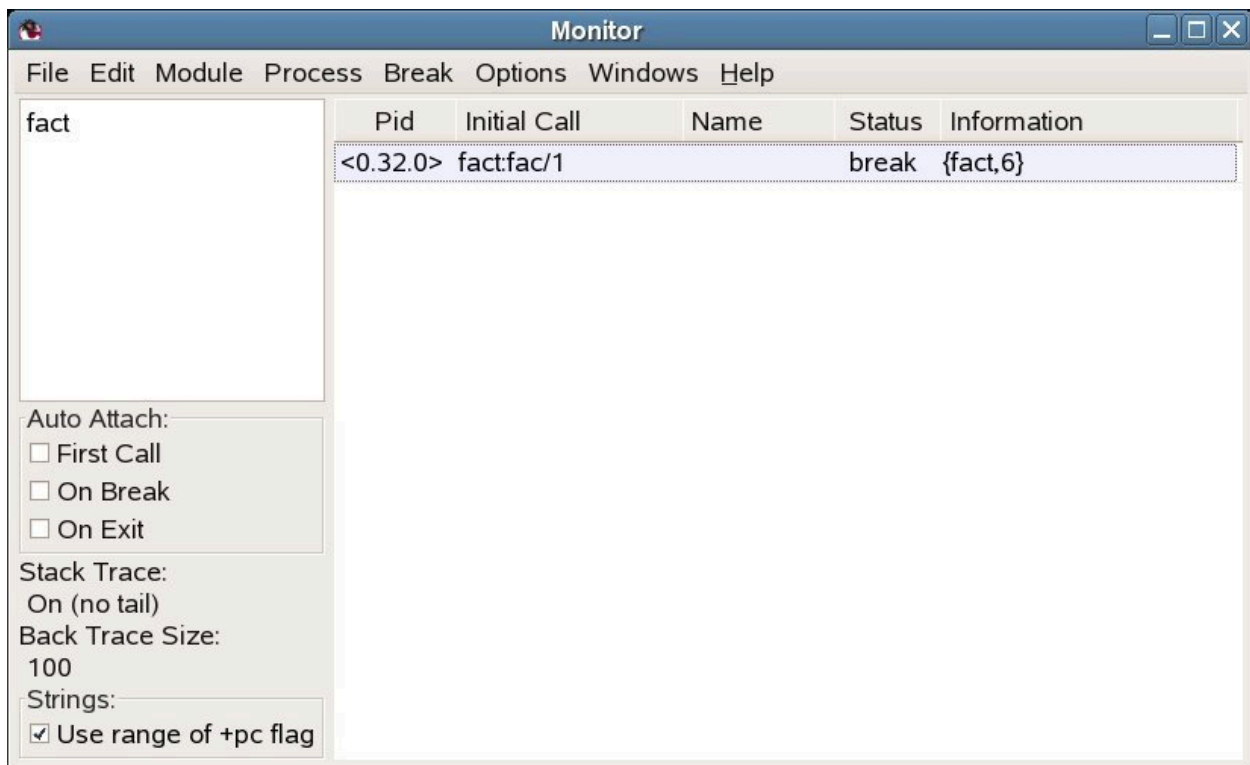 Monitor
File Edit Module Process Break Options Windows Help
fact
Pid Initial Call Name Status Information
<0.32.0> fact:fac/1 break {fact,6}
Auto Attach:
First Call
On Break
On Exit
Stack Trace:
On (no tail)
Back Trace Size:
100
Strings:
Use range of +pc flag